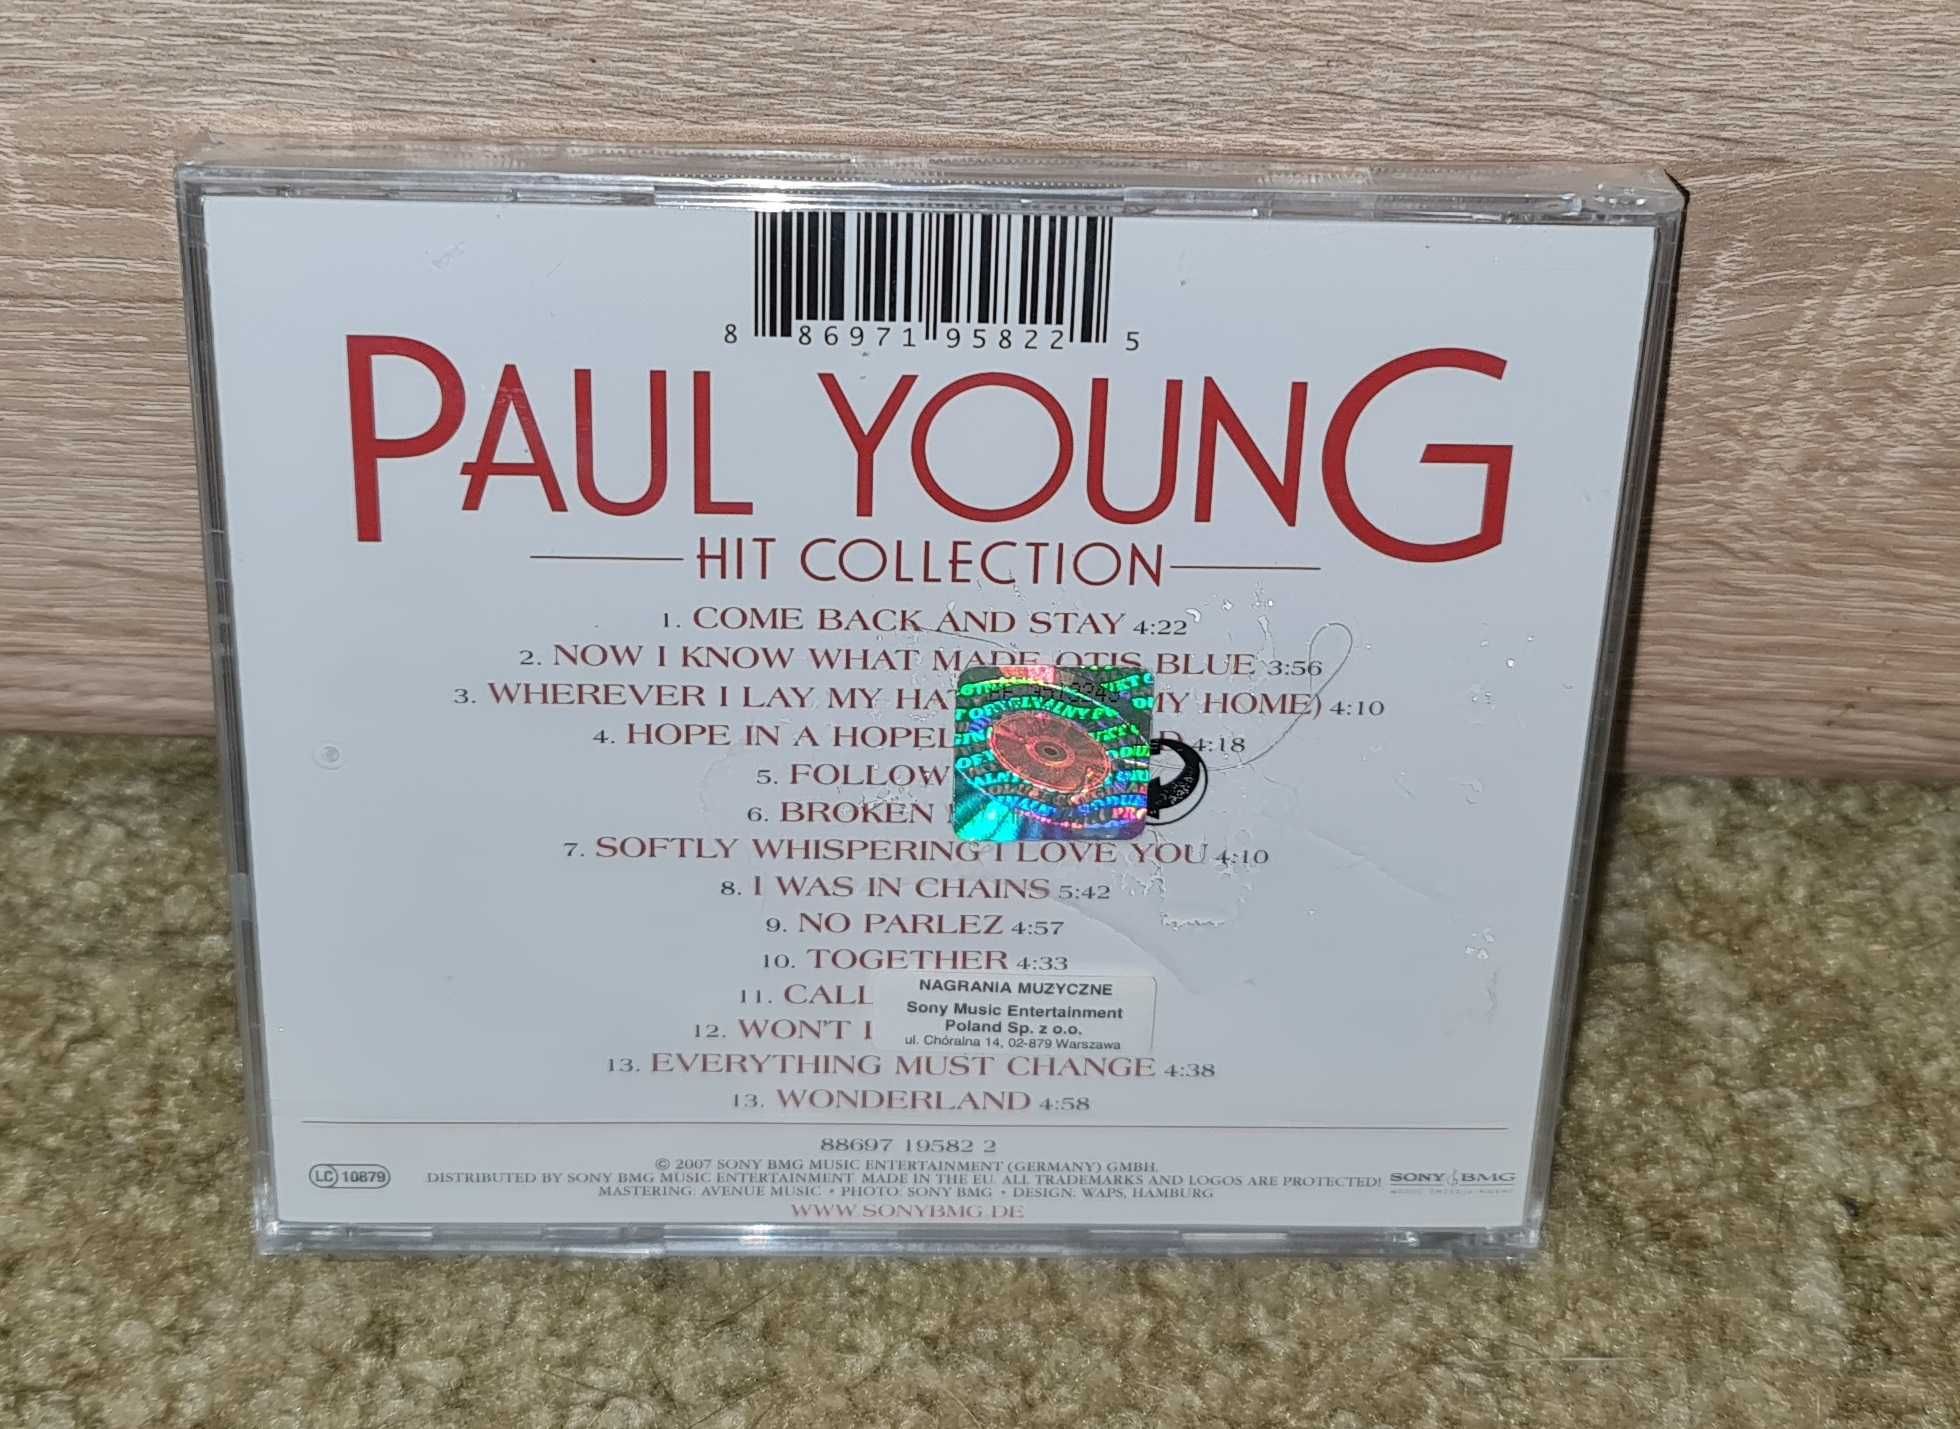 8 86971 95822 5
PAUL YOUNG
HIT COLLECTION
1. COME BACK AND STAY 4:22
2. NOW I KNOW WHAT MADE OTIS BLUE 3:56
3. WHEREVER I LAY MY HAT MY HOME) 4:10
4. HOPE IN A 4:18
5. FOLLOW
6. BROKEN
7. SOFTLY WHISPERING I LOVE YOU 4:10
8. I WAS IN CHAINS 5:42
9. NO PARLEZ 4:57
10. TOGETHER 4:33
11. CALL
12. WON'T
NAGRANIA MUZYCZNE
Sony Music Entertainment
Poland Sp. z o.o.
ul. Chóralna 14, 02-879 Warszawa
13. EVERYTHING MUST CHANGE 4:38
13. WONDERLAND 4:58
88697 19582 2
© 2007 SONY BMG MUSIC ENTERTAINMENT (GERMANY) GMBH.
LC 10879
DISTRIBUTED BY SONY BMG MUSIC ENTERTAINMENT. MADE IN THE EU. ALL TRADEMARKS AND LOGOS ARE PROTECTED!
SONY BMG
MUSIC ENTERTAINMENT
MASTERING: AVENUE MUSIC • PHOTO: SONY BMG • DESIGN: WAPS, HAMBURG
WWW.SONYBMG.DE